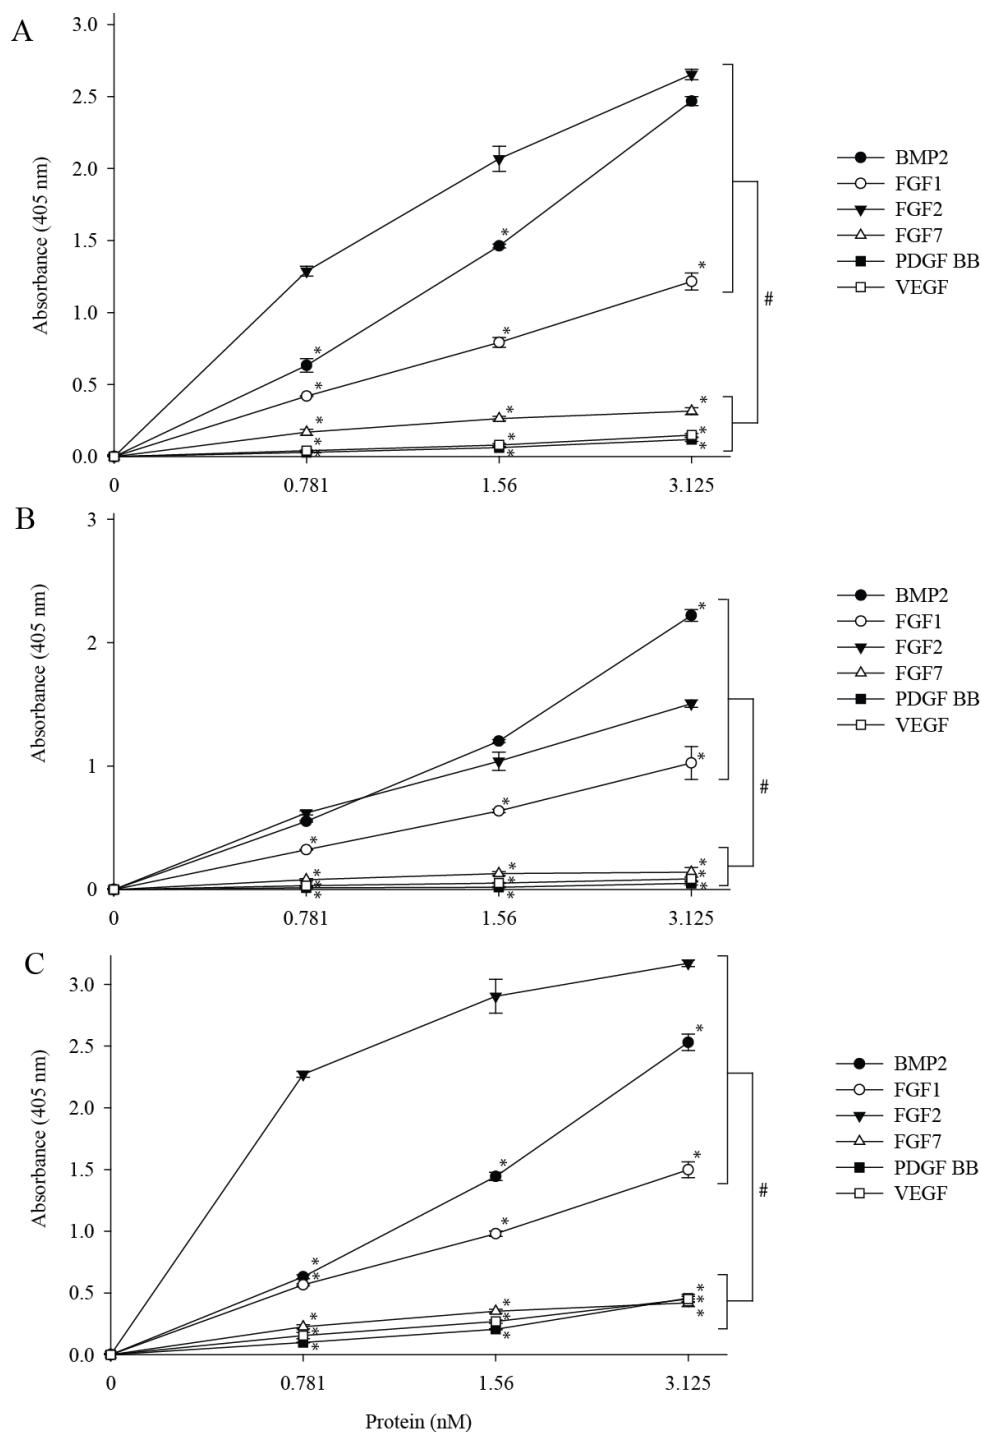 A
3.0
2.5
2.0
1.5
1.0
0.5
0.0
Absorbance (405 nm)
0 0.781 1.56 3.125
* * * * * * * * * * * * * *
#
BMP2
FGF1
FGF2
FGF7
PDGF BB
VEGF
B
3
2
1
0
Absorbance (405 nm)
0 0.781 1.56 3.125
* * * * * * * * * * * * *
#
BMP2
FGF1
FGF2
FGF7
PDGF BB
VEGF
C
3.0
2.5
2.0
1.5
1.0
0.5
0.0
Absorbance (405 nm)
0 0.781 1.56 3.125
* * * * * * * * * * * * * * *
#
BMP2
FGF1
FGF2
FGF7
PDGF BB
VEGF
Protein (nM)